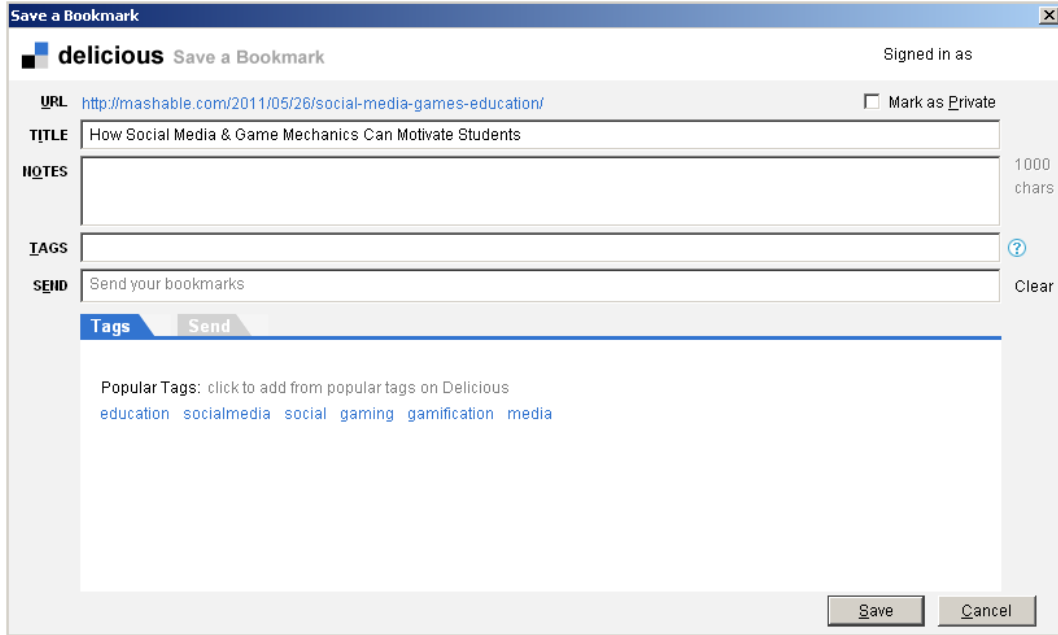 Save a Bookmark
delicious Save a Bookmark Signed in as
URL http://mashable.com/2011/05/26/social-media-games-education/ Mark as Private
TITLE How Social Media & Game Mechanics Can Motivate Students
NOTES 1000
chars
TAGS ?
SEND Send your bookmarks Clear
Tags Send
Popular Tags: click to add from popular tags on Delicious
education socialmedia social gaming gamification media
Save Cancel